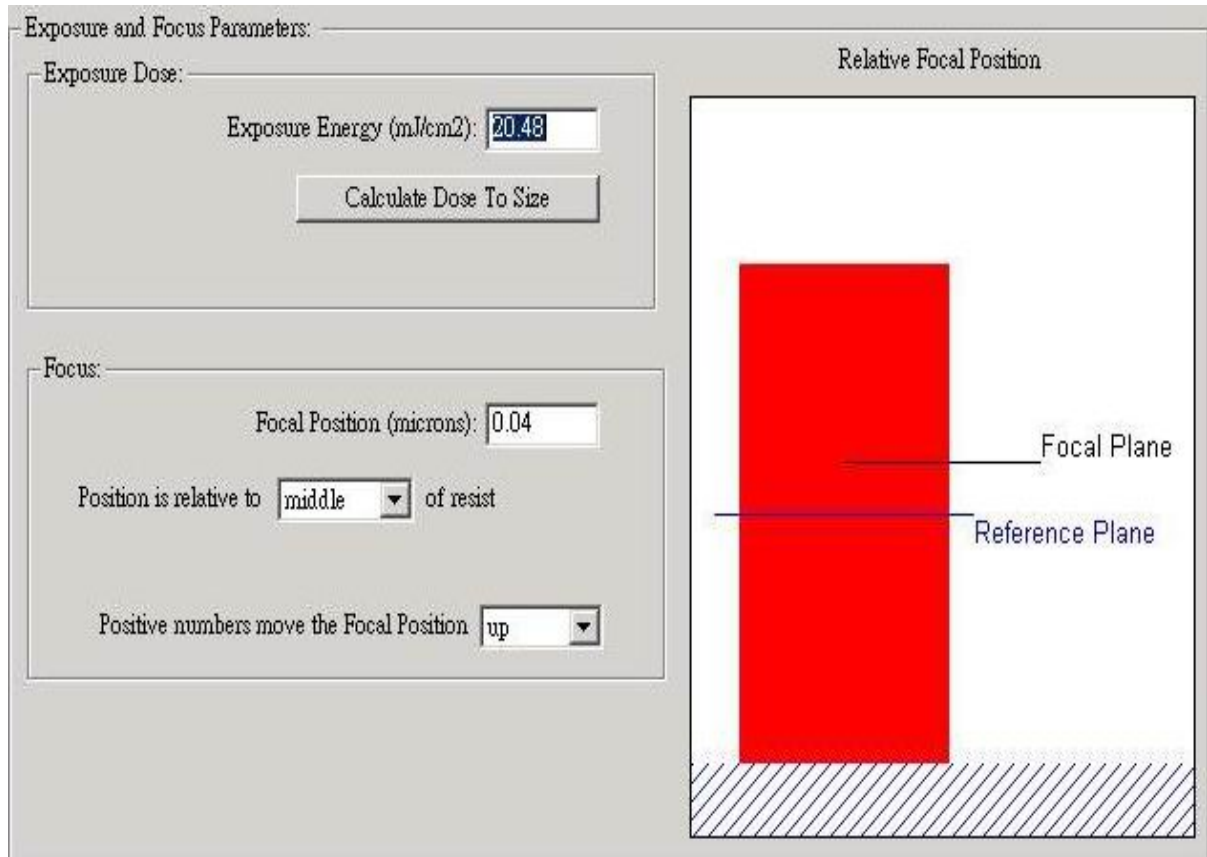 Exposure and Focus Parameters:
Exposure Dose:
Exposure Energy (mJ/cm2): 20.48
Calculate Dose To Size
Focus:
Focal Position (microns): 0.04
Position is relative to middle of resist
Positive numbers move the Focal Position up
Relative Focal Position
Focal Plane
Reference Plane